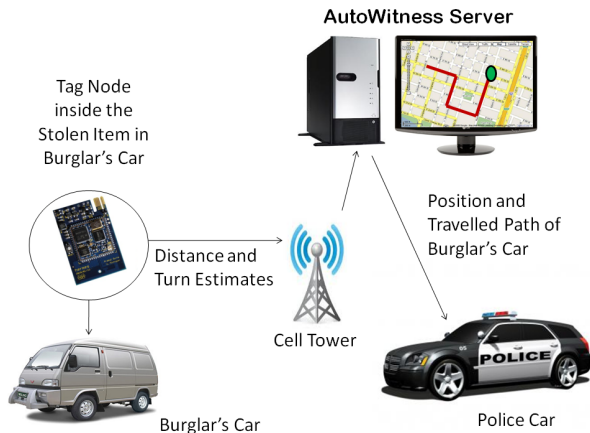 AutoWitness Server
Tag Node
inside the
Stolen Item in
Burglar's Car
Distance and
Turn Estimates
Cell Tower
Position and
Travelled Path of
Burglar's Car
Burglar's Car
POLICE
Police Car